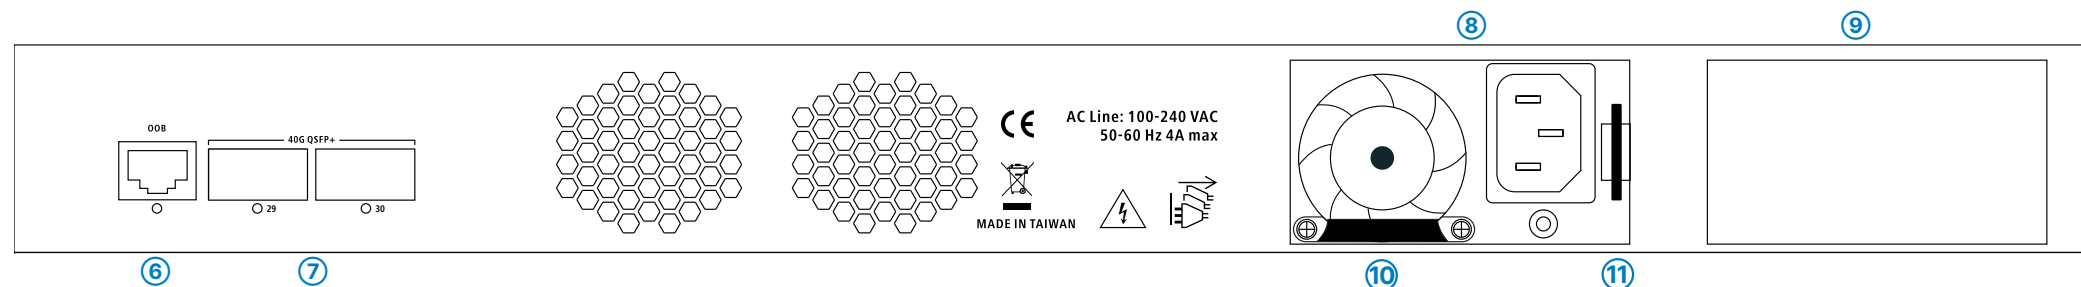 ⑧ ⑨
OOB
40G QSFP+
29 30
CE
AC Line: 100-240 VAC
50-60 Hz 4A max
MADE IN TAIWAN
⑥ ⑦ ⑩ ⑪